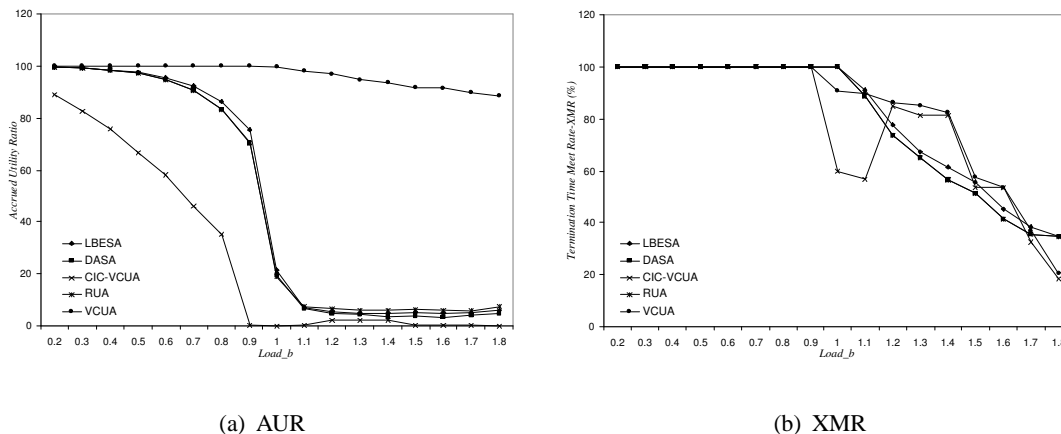 120
100
80
60
40
20
0
Accrued Utility Ratio
LBESA
DASA
CIC-VCUA
RUA
VCUA
0.2 0.3 0.4 0.5 0.6 0.7 0.8 0.9 1 1.1 1.2 1.3 1.4 1.5 1.6 1.7 1.8
Load_b
(a) AUR
120
100
80
60
40
20
0
Termination Time Meet Rate-XMR (%)
LBESA
DASA
CIC-VCUA
RUA
VCUA
0.2 0.3 0.4 0.5 0.6 0.7 0.8 0.9 1 1.1 1.2 1.3 1.4 1.5 1.6 1.7
Load_b
(b) XMR